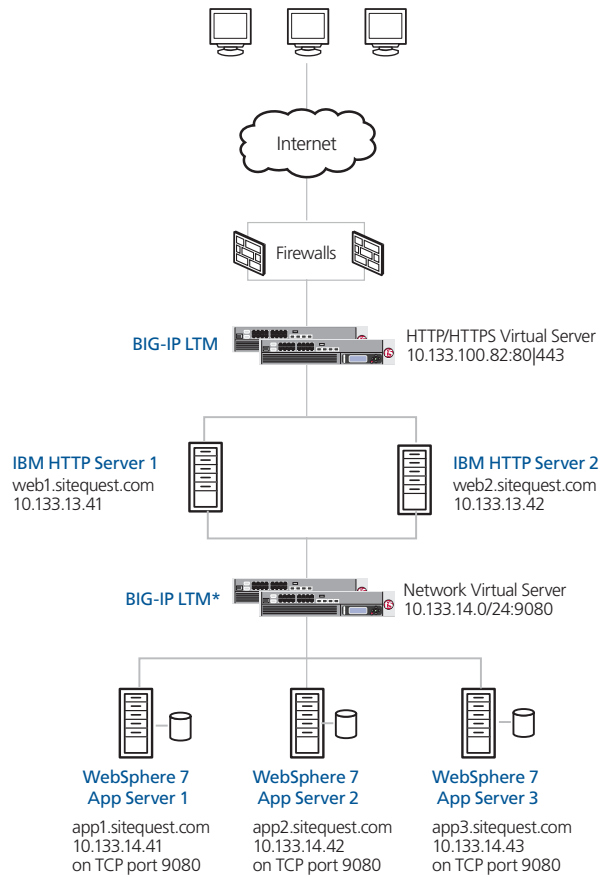 Internet
Firewalls
BIG-IP LTM
HTTP/HTTPS Virtual Server
10.133.100.82:80|443
IBM HTTP Server 1
web1.sitequest.com
10.133.13.41
IBM HTTP Server 2
web2.sitequest.com
10.133.13.42
BIG-IP LTM*
Network Virtual Server
10.133.14.0/24:9080
WebSphere 7
App Server 1
app1.sitequest.com
10.133.14.41
on TCP port 9080
WebSphere 7
App Server 2
app2.sitequest.com
10.133.14.42
on TCP port 9080
WebSphere 7
App Server 3
app3.sitequest.com
10.133.14.43
on TCP port 9080